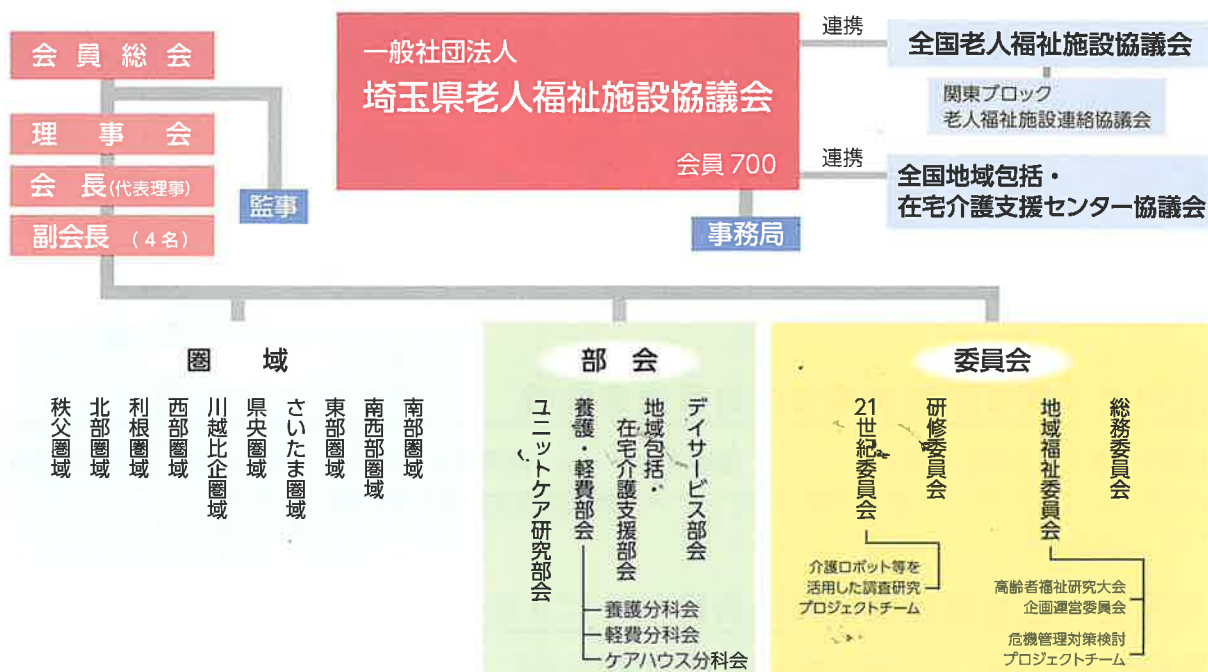 会員総会
理事会
会長(代表理事)
副会長（4名）
監事
一般社団法人
埼玉県老人福祉施設協議会
会員 700
事務局
連携
全国老人福祉施設協議会
関東ブロック
老人福祉施設連絡協議会
連携
全国地域包括・
在宅介護支援センター協議会
圏域
南部圏域
南西部圏域
東部圏域
さいたま圏域
県央圏域
川越比企圏域
西部圏域
利根圏域
北部圏域
秩父圏域
部会
デイサービス部会
地域包括・
在宅介護支援部会
養護・軽費部会
養護分科会
軽費分科会
ケアハウス分科会
ユニットケア研究部会
委員会
総務委員会
地域福祉委員会
高齢者福祉研究大会
企画運営委員会
危機管理対策検討
プロジェクトチーム
研修委員会
21世紀委員会
介護ロボット等を
活用した調査研究
プロジェクトチーム